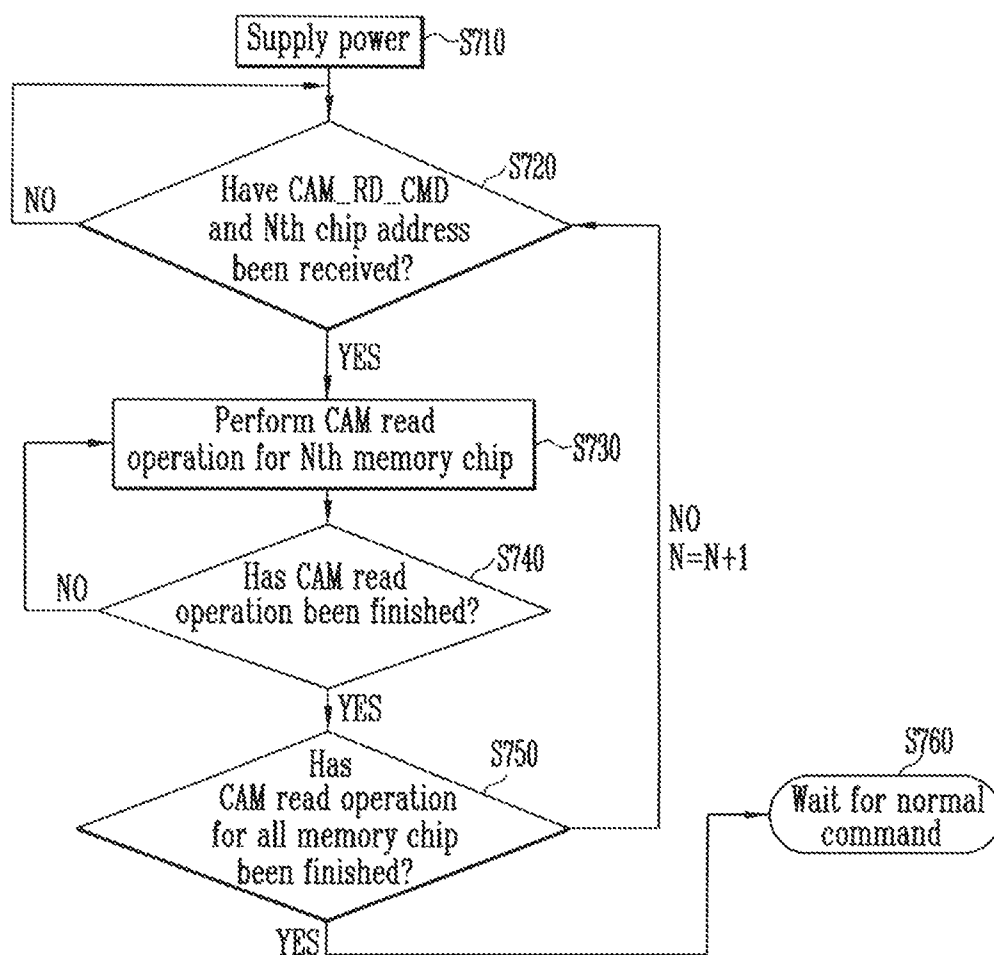 Supply power
S710
S720
Have CAM_RD_CMD
and Nth chip address
been received?
NO
YES
Perform CAM read
operation for Nth memory chip
S730
NO
N=N+1
S740
Has CAM read
operation been finished?
NO
YES
S750
Has
CAM read operation
for all memory chip
been finished?
S760
Wait for normal
command
YES